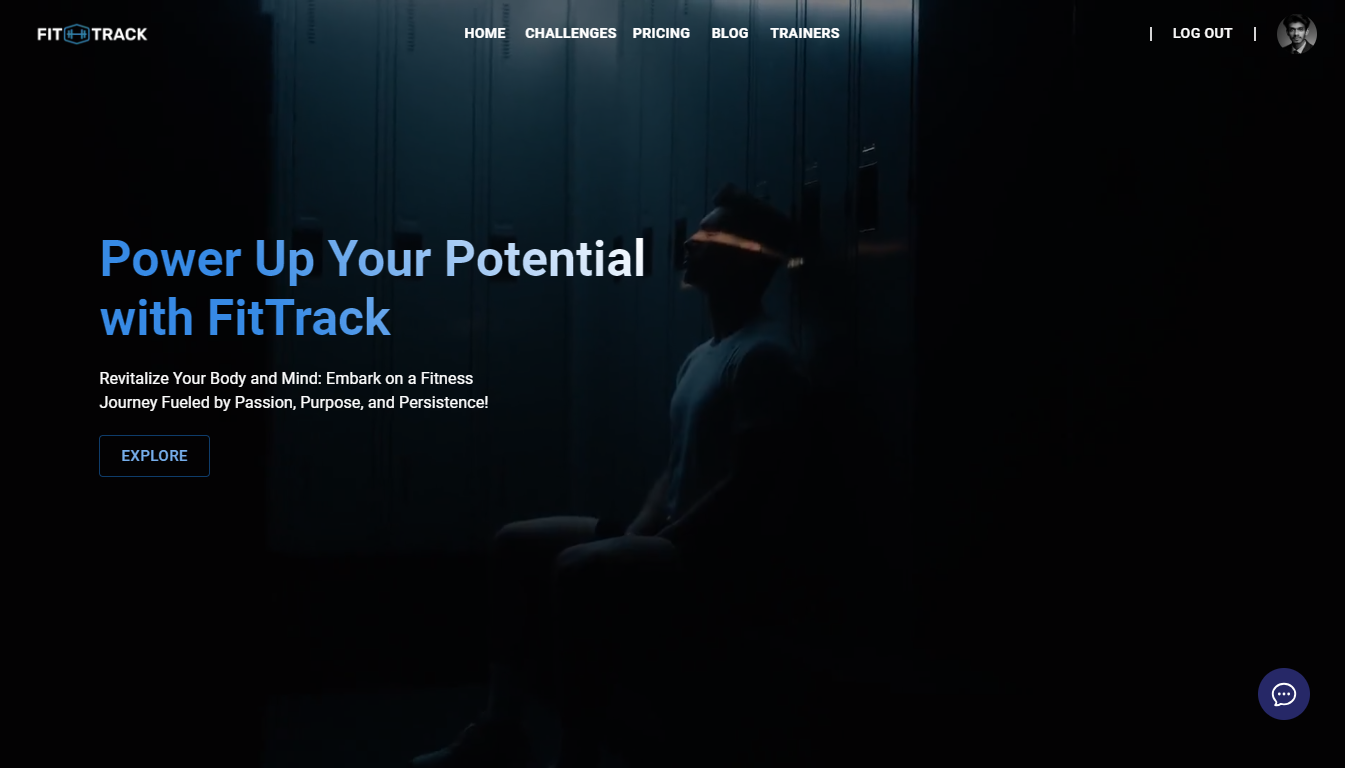 FIT TRACK
HOME CHALLENGES PRICING BLOG TRAINERS
| LOG OUT |
Power Up Your Potential
with FitTrack
Revitalize Your Body and Mind: Embark on a Fitness
Journey Fueled by Passion, Purpose, and Persistence!
EXPLORE